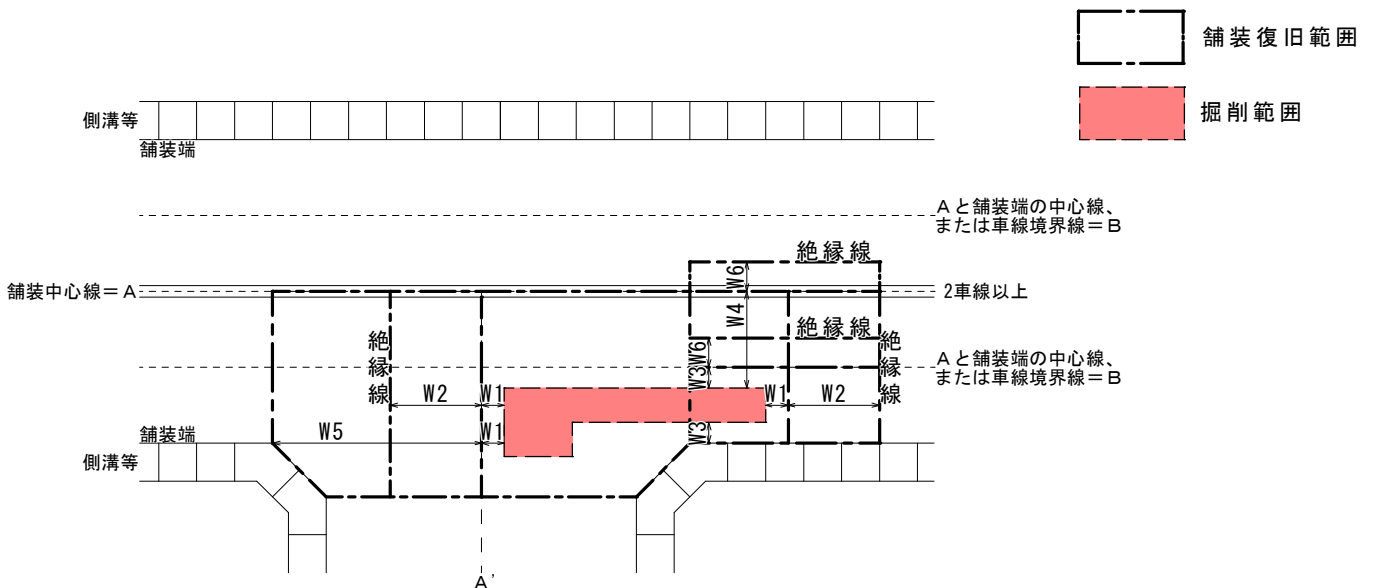 舗装復旧範囲
掘削範囲
側溝等
舗装端
Aと舗装端の中心線、
または車線境界線=B
絶縁線
舗装中心線=A
W6
2車線以上
W4
絶縁線
絶縁線
W6
絶縁線
Aと舗装端の中心線、
または車線境界線=B
W3
W2
W1
W1
W2
舗装端
W5
W1
W3
側溝等
A'